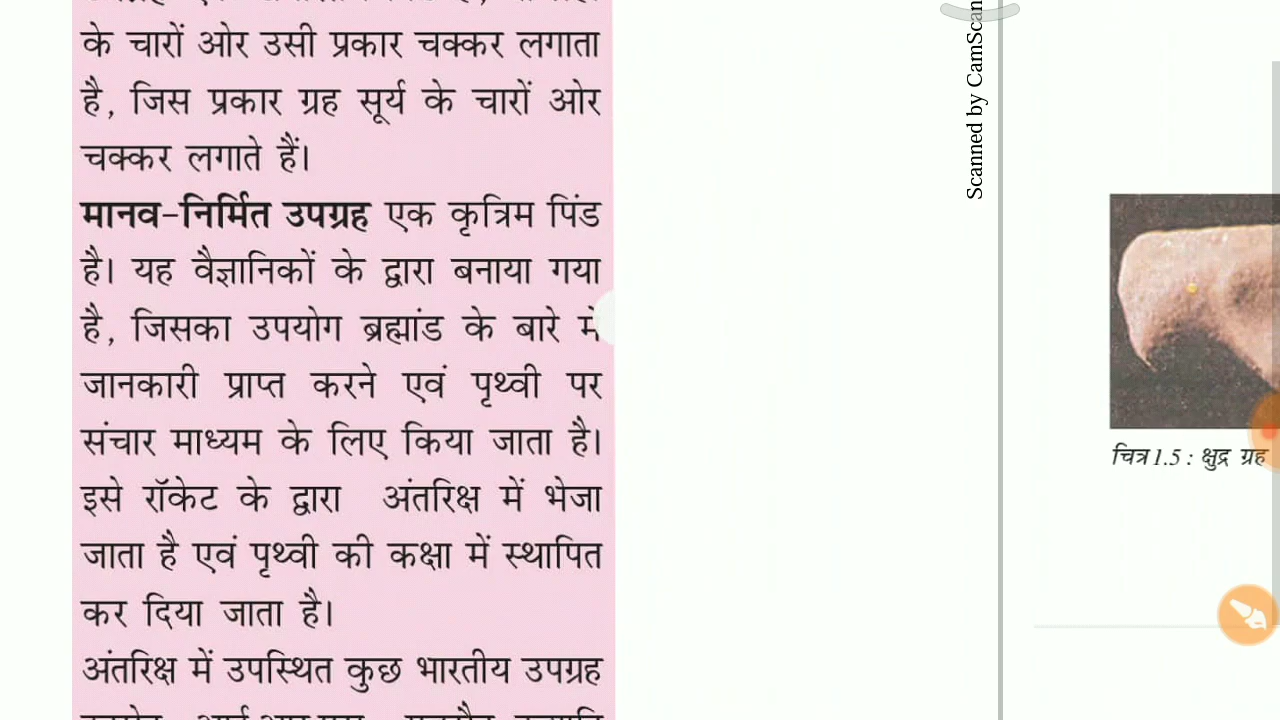 के चारों ओर उसी प्रकार चक्कर लगाता
है, जिस प्रकार ग्रह सूर्य के चारों ओर
चक्कर लगाते हैं।
मानव-निर्मित उपग्रह एक कृत्रिम पिंड
है। यह वैज्ञानिकों के द्वारा बनाया गया
है, जिसका उपयोग ब्रह्मांड के बारे में
जानकारी प्राप्त करने एवं पृथ्वी पर
संचार माध्यम के लिए किया जाता है।
इसे रॉकेट के द्वारा अंतरिक्ष में भेजा
जाता है एवं पृथ्वी की कक्षा में स्थापित
कर दिया जाता है।
अंतरिक्ष में उपस्थित कुछ भारतीय उपग्रह
Scanned by CamScan
चित्र 1.5 : क्षुद्र ग्रह